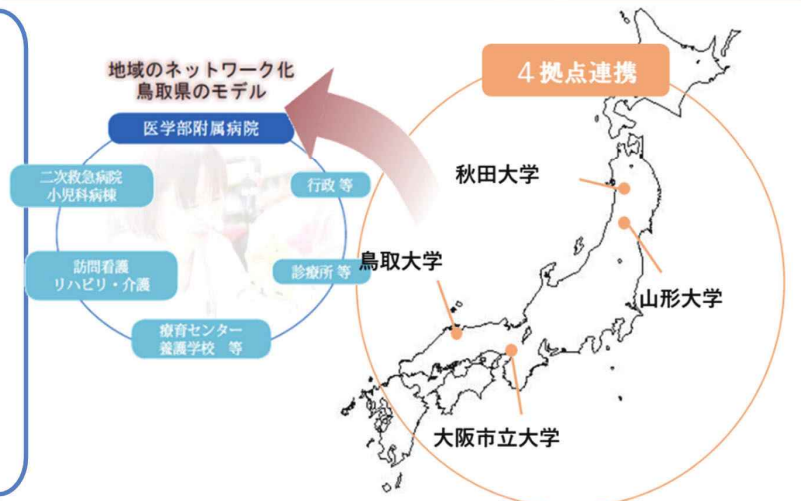 地域のネットワーク化
鳥取県のモデル
医学部附属病院
二次救急病院
小児科病棟
行政 等
訪問看護
リハビリ・介護
診療所 等
療育センター
養護学校 等
4拠点連携
秋田大学
鳥取大学
山形大学
大阪市立大学